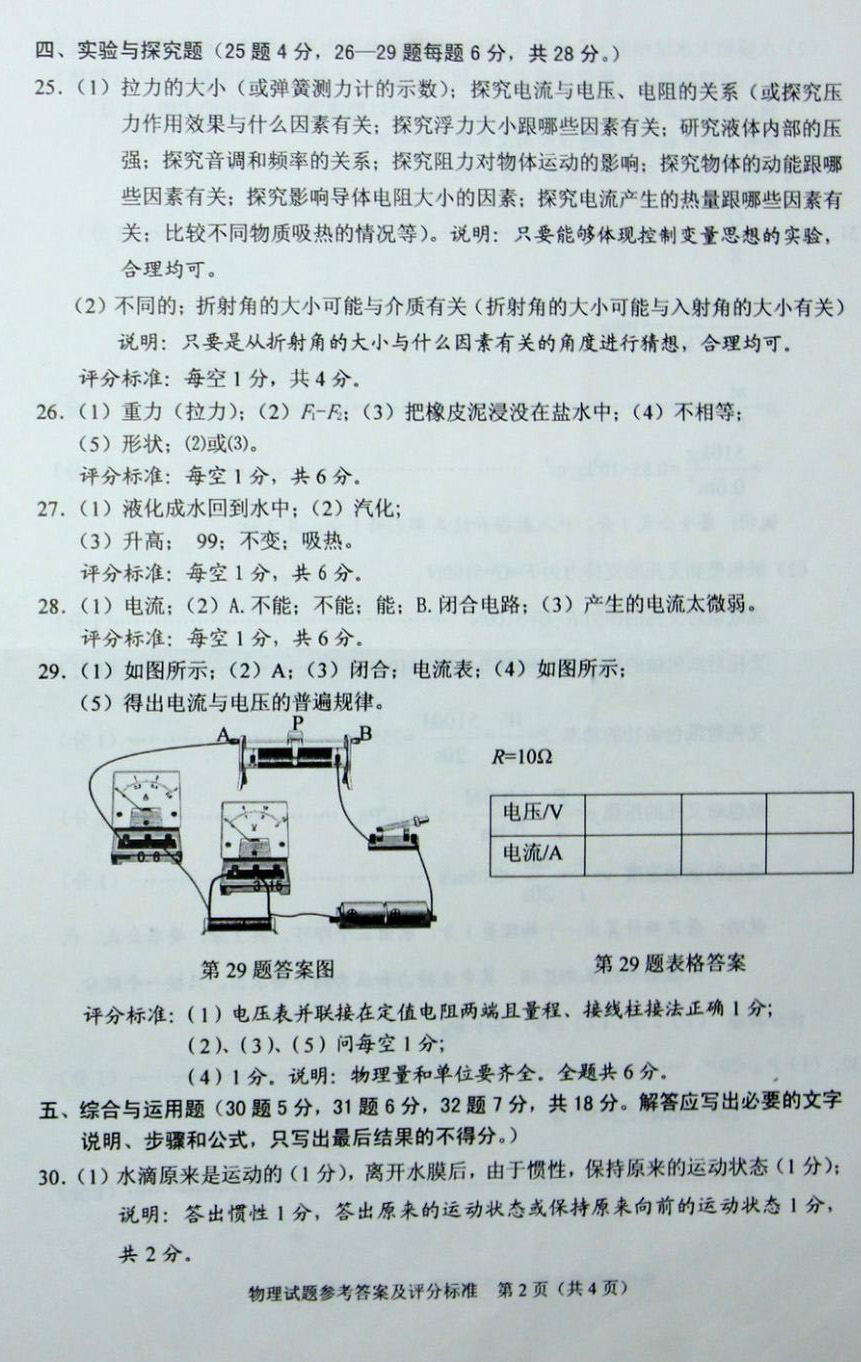 四、实验与探究题（25题4分，26—29题每题6分，共28分。）
25.（1）拉力的大小（或弹簧测力计的示数）；探究电流与电压、电阻的关系（或探究压
力作用效果与什么因素有关；探究浮力大小跟哪些因素有关；研究液体内部的压
强；探究音调和频率的关系；探究阻力对物体运动的影响；探究物体的动能跟哪
些因素有关；探究影响导体电阻大小的因素；探究电流产生的热量跟哪些因素有
关；比较不同物质吸热的情况等）。说明：只要能够体现控制变量思想的实验，
合理均可。
（2）不同的；折射角的大小可能与介质有关（折射角的大小可能与入射角的大小有关）
说明：只要是从折射角的大小与什么因素有关的角度进行猜想，合理均可。
评分标准：每空1分，共4分。
26.（1）重力（拉力）；（2）F₁-F₂；（3）把橡皮泥浸没在盐水中；（4）不相等；
（5）形状；⑵或⑶。
评分标准：每空1分，共6分。
27.（1）液化成水回到水中；（2）汽化；
（3）升高； 99；不变；吸热。
评分标准：每空1分，共6分。
28.（1）电流；（2）A.不能；不能；能；B.闭合电路；（3）产生的电流太微弱。
评分标准：每空1分，共6分。
29.（1）如图所示；（2）A；（3）闭合；电流表；（4）如图所示；
（5）得出电流与电压的普遍规律。
A P B
R=10Ω
电压/V
电流/A
A
V
- 0.6 3
- 3 15
第29题答案图
第29题表格答案
评分标准：（1）电压表并联接在定值电阻两端且量程、接线柱接法正确1分；
（2）、（3）、（5）问每空1分；
（4）1分。说明：物理量和单位要齐全。全题共6分。
五、综合与运用题（30题5分，31题6分，32题7分，共18分。解答应写出必要的文字
说明、步骤和公式，只写出最后结果的不得分。）
30.（1）水滴原来是运动的（1分），离开水膜后，由于惯性，保持原来的运动状态（1分）；
说明：答出惯性1分，答出原来的运动状态或保持原来向前的运动状态1分，
共2分。
物理试题参考答案及评分标准 第2页（共4页）